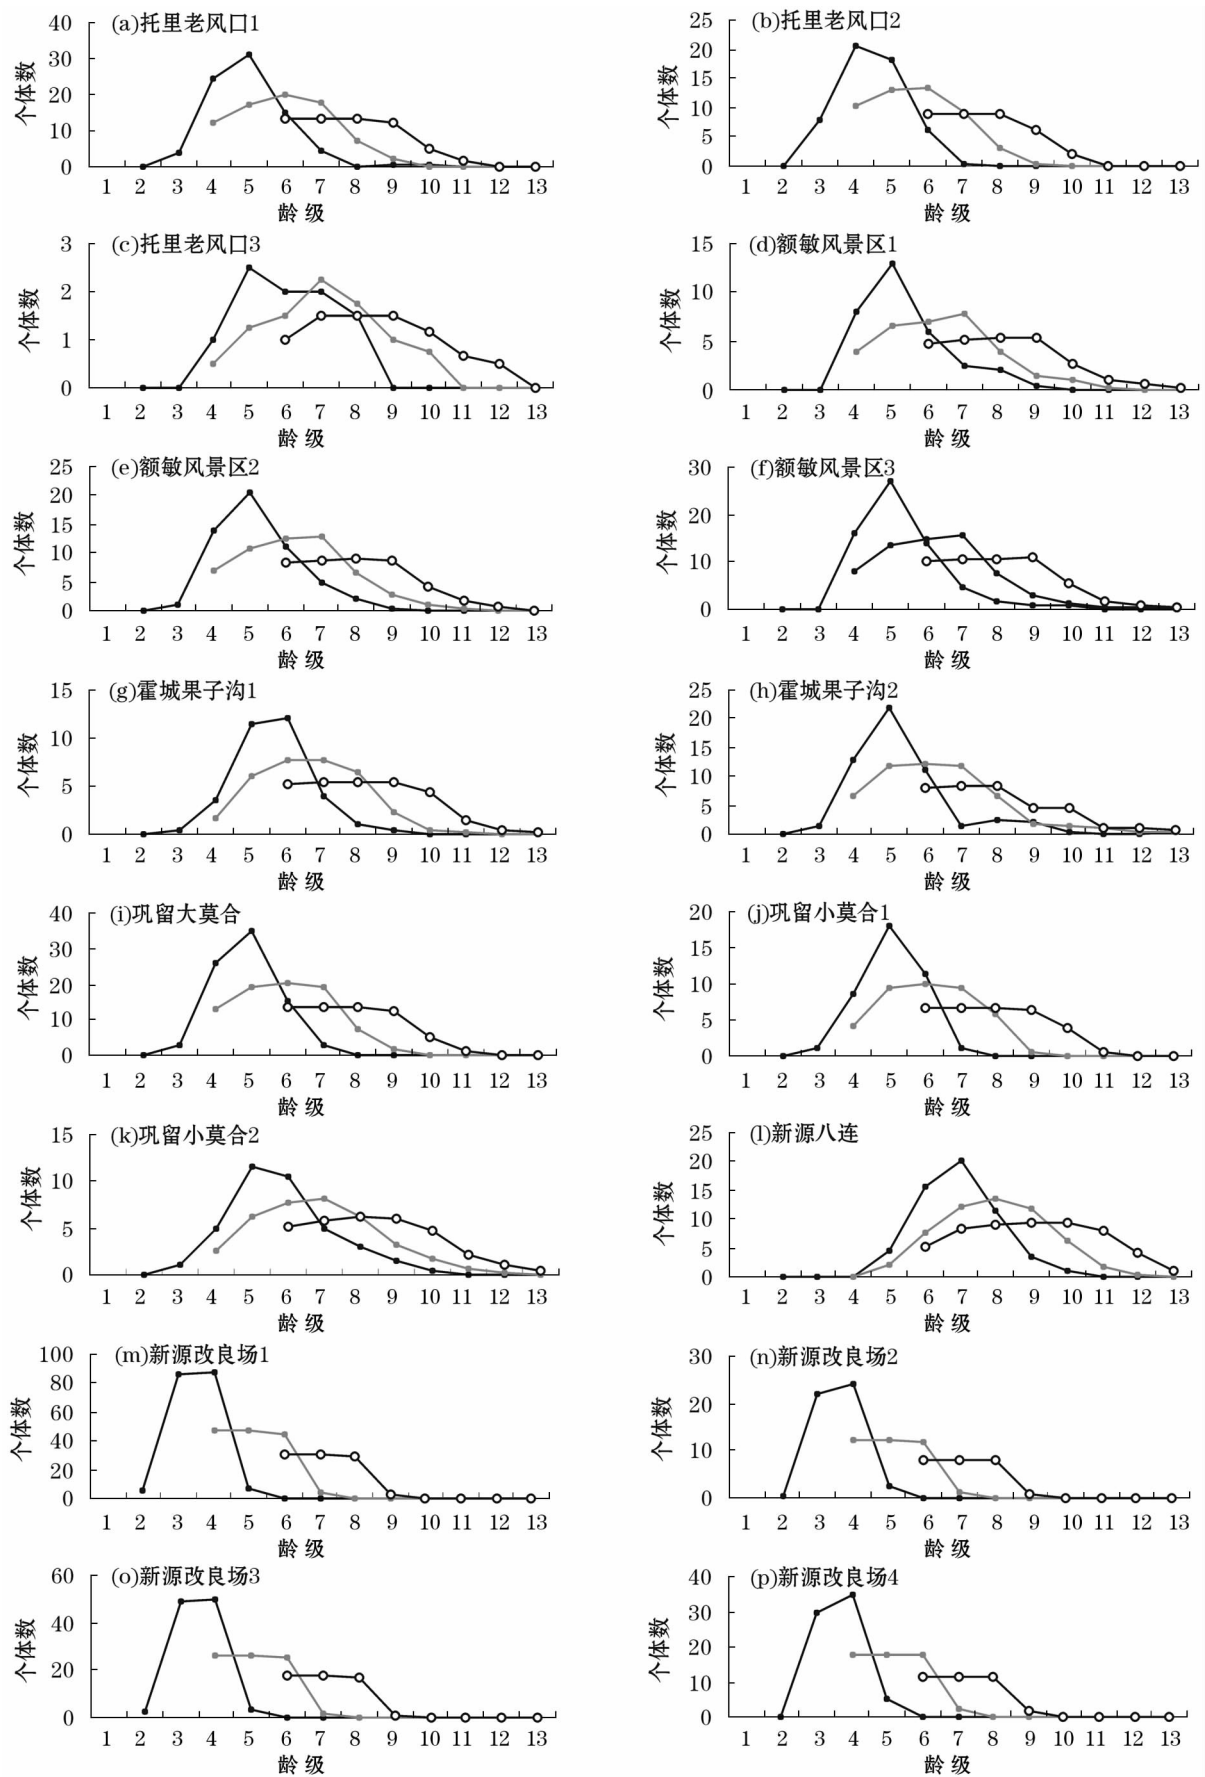 (a)托里老风口1
40
30
20
10
0
个体数
1 2 3 4 5 6 7 8 9 10 11 12 13
龄 级
(b)托里老风口2
25
20
15
10
5
0
个体数
1 2 3 4 5 6 7 8 9 10 11 12 13
龄 级
(c)托里老风口3
3
2
1
0
个体数
1 2 3 4 5 6 7 8 9 10 11 12 13
龄 级
(d)额敏风景区1
15
10
5
0
个体数
1 2 3 4 5 6 7 8 9 10 11 12 13
龄 级
(e)额敏风景区2
25
20
15
10
5
0
个体数
1 2 3 4 5 6 7 8 9 10 11 12 13
龄 级
(f)额敏风景区3
30
20
10
0
个体数
1 2 3 4 5 6 7 8 9 10 11 12 13
龄 级
(g)霍城果子沟1
15
10
5
0
个体数
1 2 3 4 5 6 7 8 9 10 11 12 13
龄 级
(h)霍城果子沟2
25
20
15
10
5
0
个体数
1 2 3 4 5 6 7 8 9 10 11 12 13
龄 级
(i)巩留大莫合
40
30
20
10
0
个体数
1 2 3 4 5 6 7 8 9 10 11 12 13
龄 级
(j)巩留小莫合1
20
15
10
5
0
个体数
1 2 3 4 5 6 7 8 9 10 11 12 13
龄 级
(k)巩留小莫合2
15
10
5
0
个体数
1 2 3 4 5 6 7 8 9 10 11 12 13
龄 级
(l)新源八连
25
20
15
10
5
0
个体数
1 2 3 4 5 6 7 8 9 10 11 12 13
龄 级
(m)新源改良场1
100
80
60
40
20
0
个体数
1 2 3 4 5 6 7 8 9 10 11 12 13
龄 级
(n)新源改良场2
30
20
10
0
个体数
1 2 3 4 5 6 7 8 9 10 11 12 13
龄 级
(o)新源改良场3
60
40
20
0
个体数
1 2 3 4 5 6 7 8 9 10 11 12 13
龄 级
(p)新源改良场4
40
30
20
10
0
个体数
1 2 3 4 5 6 7 8 9 10 11 12 13
龄 级